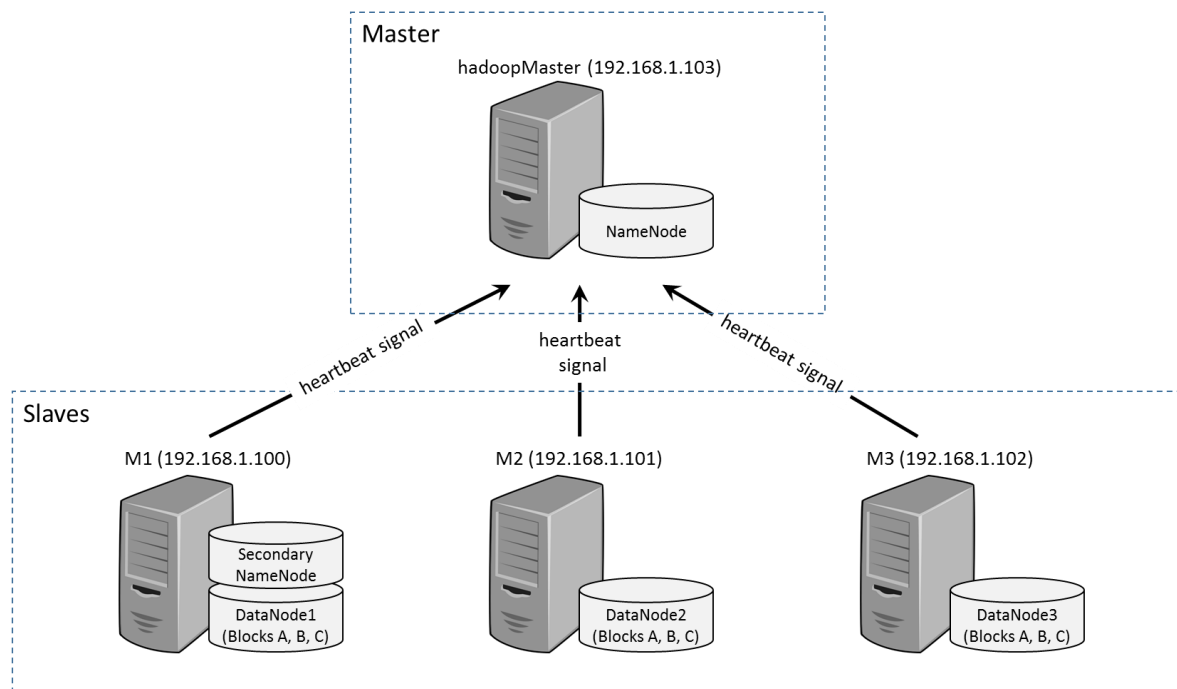 Master
hadoopMaster (192.168.1.103)
NameNode
heartbeat signal
heartbeat
signal
heartbeat signal
Slaves
M1 (192.168.1.100)
M2 (192.168.1.101)
M3 (192.168.1.102)
Secondary
NameNode
DataNode1
(Blocks A, B, C)
DataNode2
(Blocks A, B, C)
DataNode3
(Blocks A, B, C)